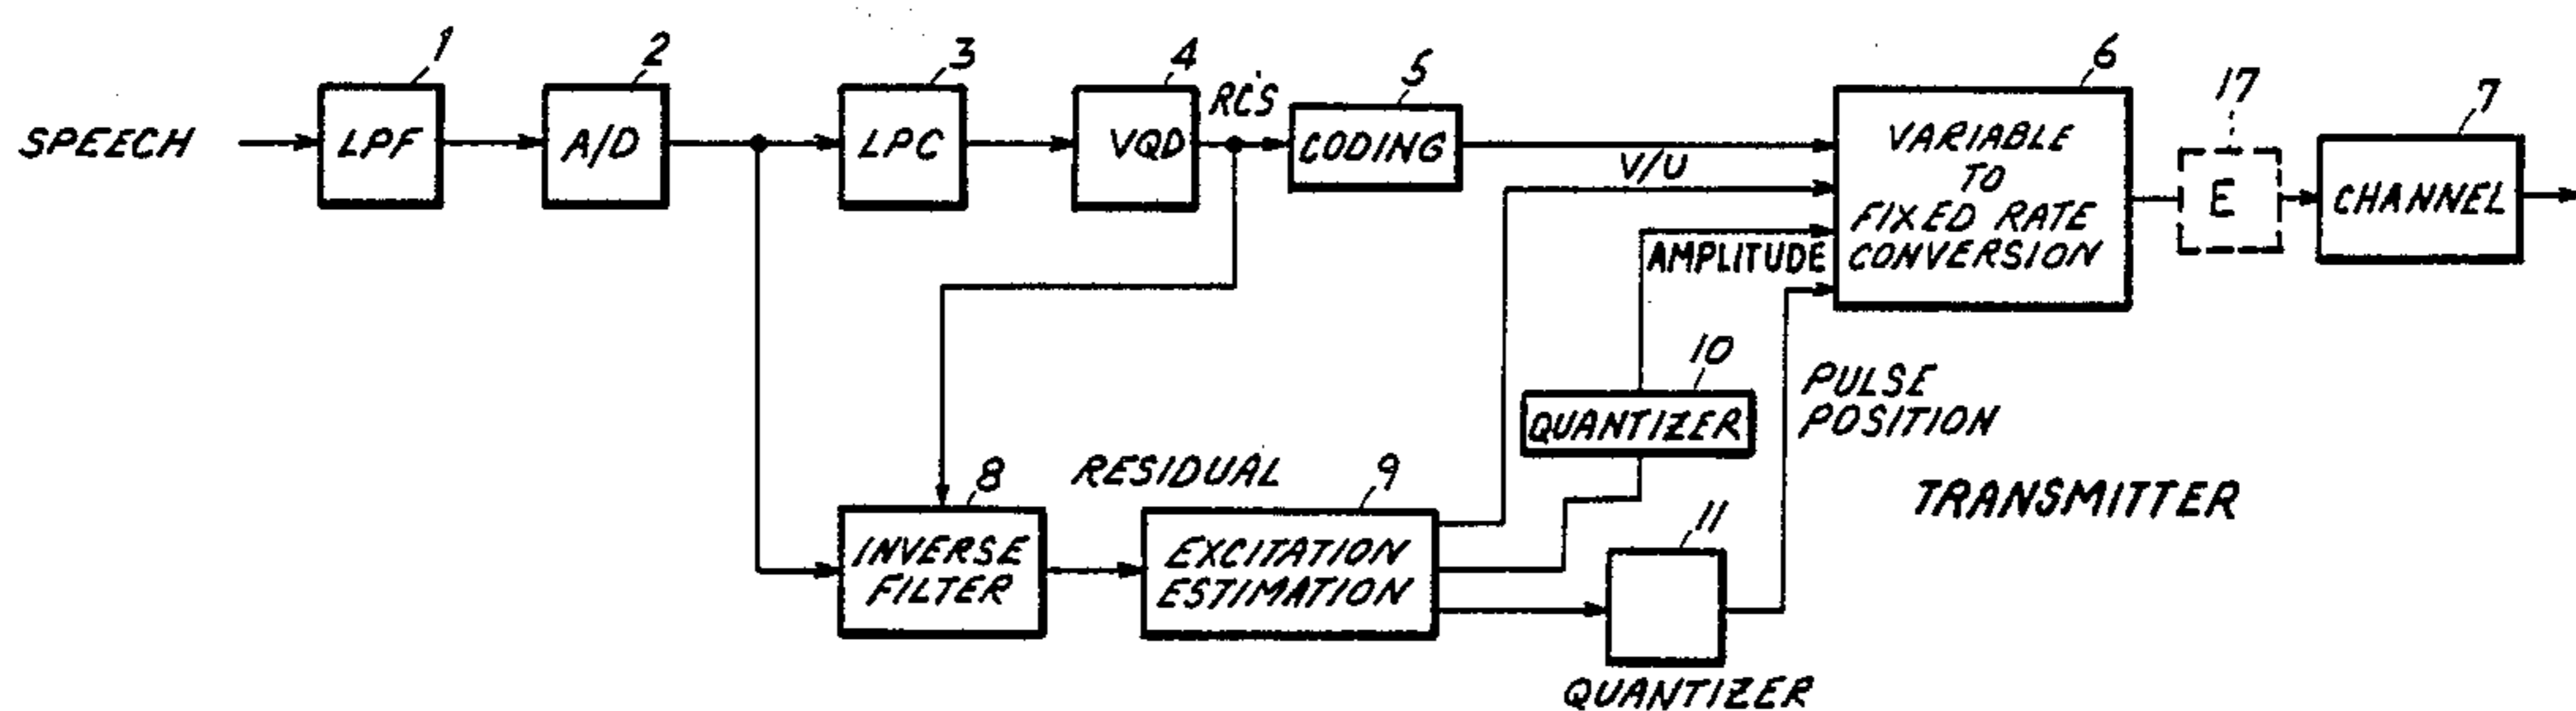 1
2
3
4
5
6
17
7
SPEECH
LPF
A/D
LPC
VQD
RC'S
CODING
V/U
AMPLITUDE
VARIABLE
TO
FIXED RATE
CONVERSION
E
CHANNEL
10
QUANTIZER
PULSE
POSITION
TRANSMITTER
8
RESIDUAL
9
11
INVERSE
FILTER
EXCITATION
ESTIMATION
QUANTIZER